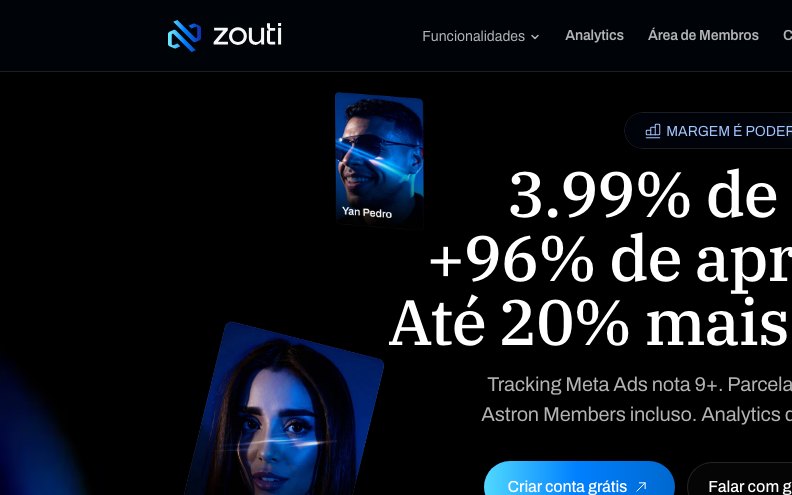 zouti
Funcionalidades
Analytics
Área de Membros
MARGEM É PODER
3.99% de
+96% de apr
Até 20% mais
Yan Pedro
Tracking Meta Ads nota 9+. Parcela
Astron Members incluso. Analytics
Criar conta grátis
Falar com g